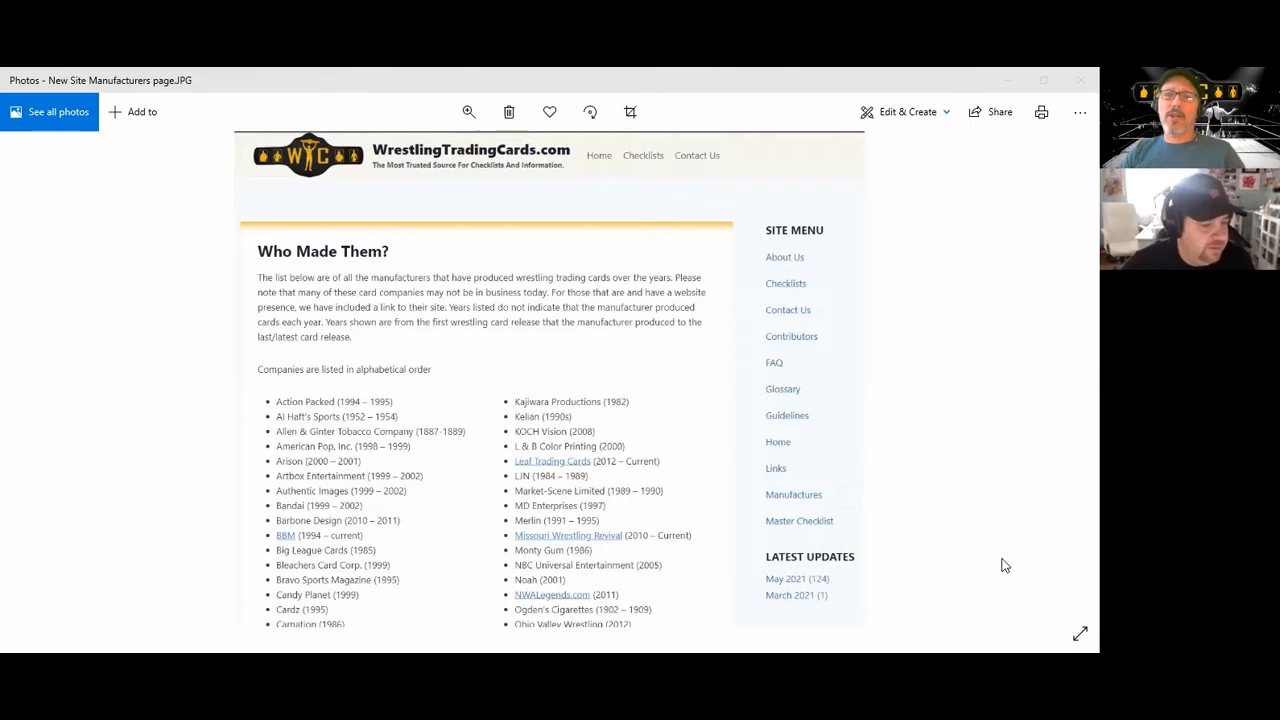 Photos - New Site Manufacturers page.JPG
See all photos
Add to
Edit & Create
Share
WTC
WrestlingTradingCards.com
The Most Trusted Source For Checklists And Information.
Home
Checklists
Contact Us
Who Made Them?
The list below are of all the manufacturers that have produced wrestling trading cards over the years. Please
note that many of these card companies may not be in business today. For those that are and have a website
presence, we have included a link to their site. Years listed do not indicate that the manufacturer produced
cards each year. Years shown are from the first wrestling card release that the manufacturer produced to the
last/latest card release.
Companies are listed in alphabetical order
Action Packed (1994 – 1995)
Al Haft's Sports (1952 – 1954)
Allen & Ginter Tobacco Company (1887-1889)
American Pop, Inc. (1998 – 1999)
Arison (2000 – 2001)
Artbox Entertainment (1999 – 2002)
Authentic Images (1999 – 2002)
Bandai (1999 – 2002)
Barbone Design (2010 – 2011)
BBM (1994 – current)
Big League Cards (1985)
Bleachers Card Corp. (1999)
Bravo Sports Magazine (1995)
Candy Planet (1999)
Cardz (1995)
Carnation (1986)
Kajiwara Productions (1982)
Kelian (1990s)
KOCH Vision (2008)
L & B Color Printing (2000)
Leaf Trading Cards (2012 – Current)
LJN (1984 – 1989)
Market-Scene Limited (1989 – 1990)
MD Enterprises (1997)
Merlin (1991 – 1995)
Missouri Wrestling Revival (2010 – Current)
Monty Gum (1986)
NBC Universal Entertainment (2005)
Noah (2001)
NWALegends.com (2011)
Ogden's Cigarettes (1902 – 1909)
Ohio Valley Wrestling (2012)
SITE MENU
About Us
Checklists
Contact Us
Contributors
FAQ
Glossary
Guidelines
Home
Links
Manufactures
Master Checklist
LATEST UPDATES
May 2021 (124)
March 2021 (1)